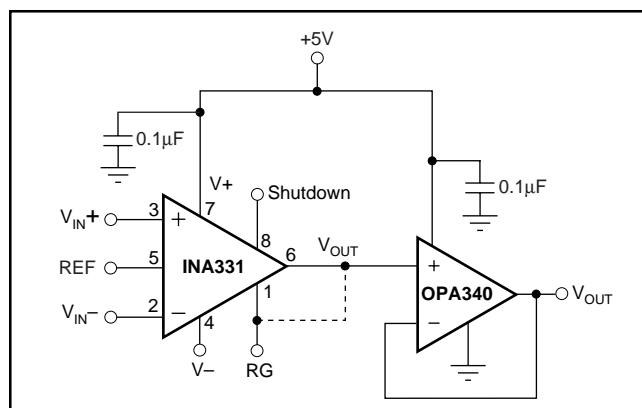 +5V
0.1µF
V+
7
Shutdown
0.1µF
VIN+
3
+
8
6
VOUT
REF
5
INA331
+
OPA340
VOUT
1
VIN–
2
–
4
–
V–
RG